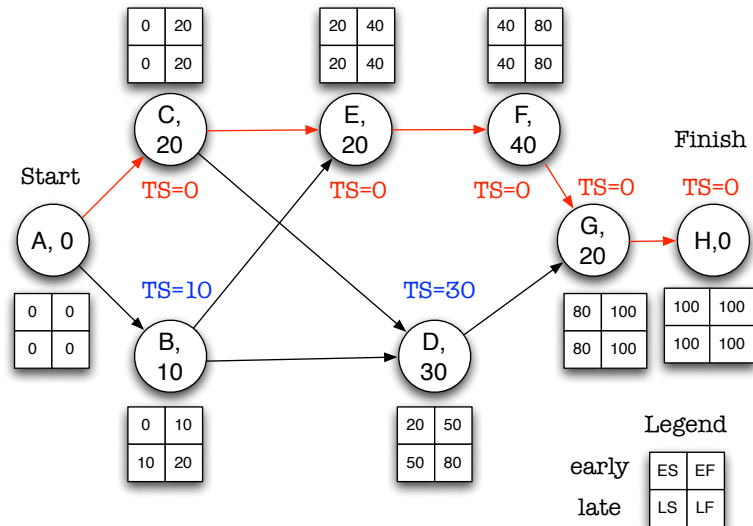 0 20
0 20
20 40
20 40
40 80
40 80
C,
20
E,
20
F,
40
Finish
Start
TS=0
TS=0
TS=0
TS=0
TS=0
A, 0
G,
20
H,0
TS=10
TS=30
0 0
0 0
B,
10
D,
30
80 100
80 100
100 100
100 100
0 10
10 20
20 50
50 80
Legend
early
ES EF
late
LS LF